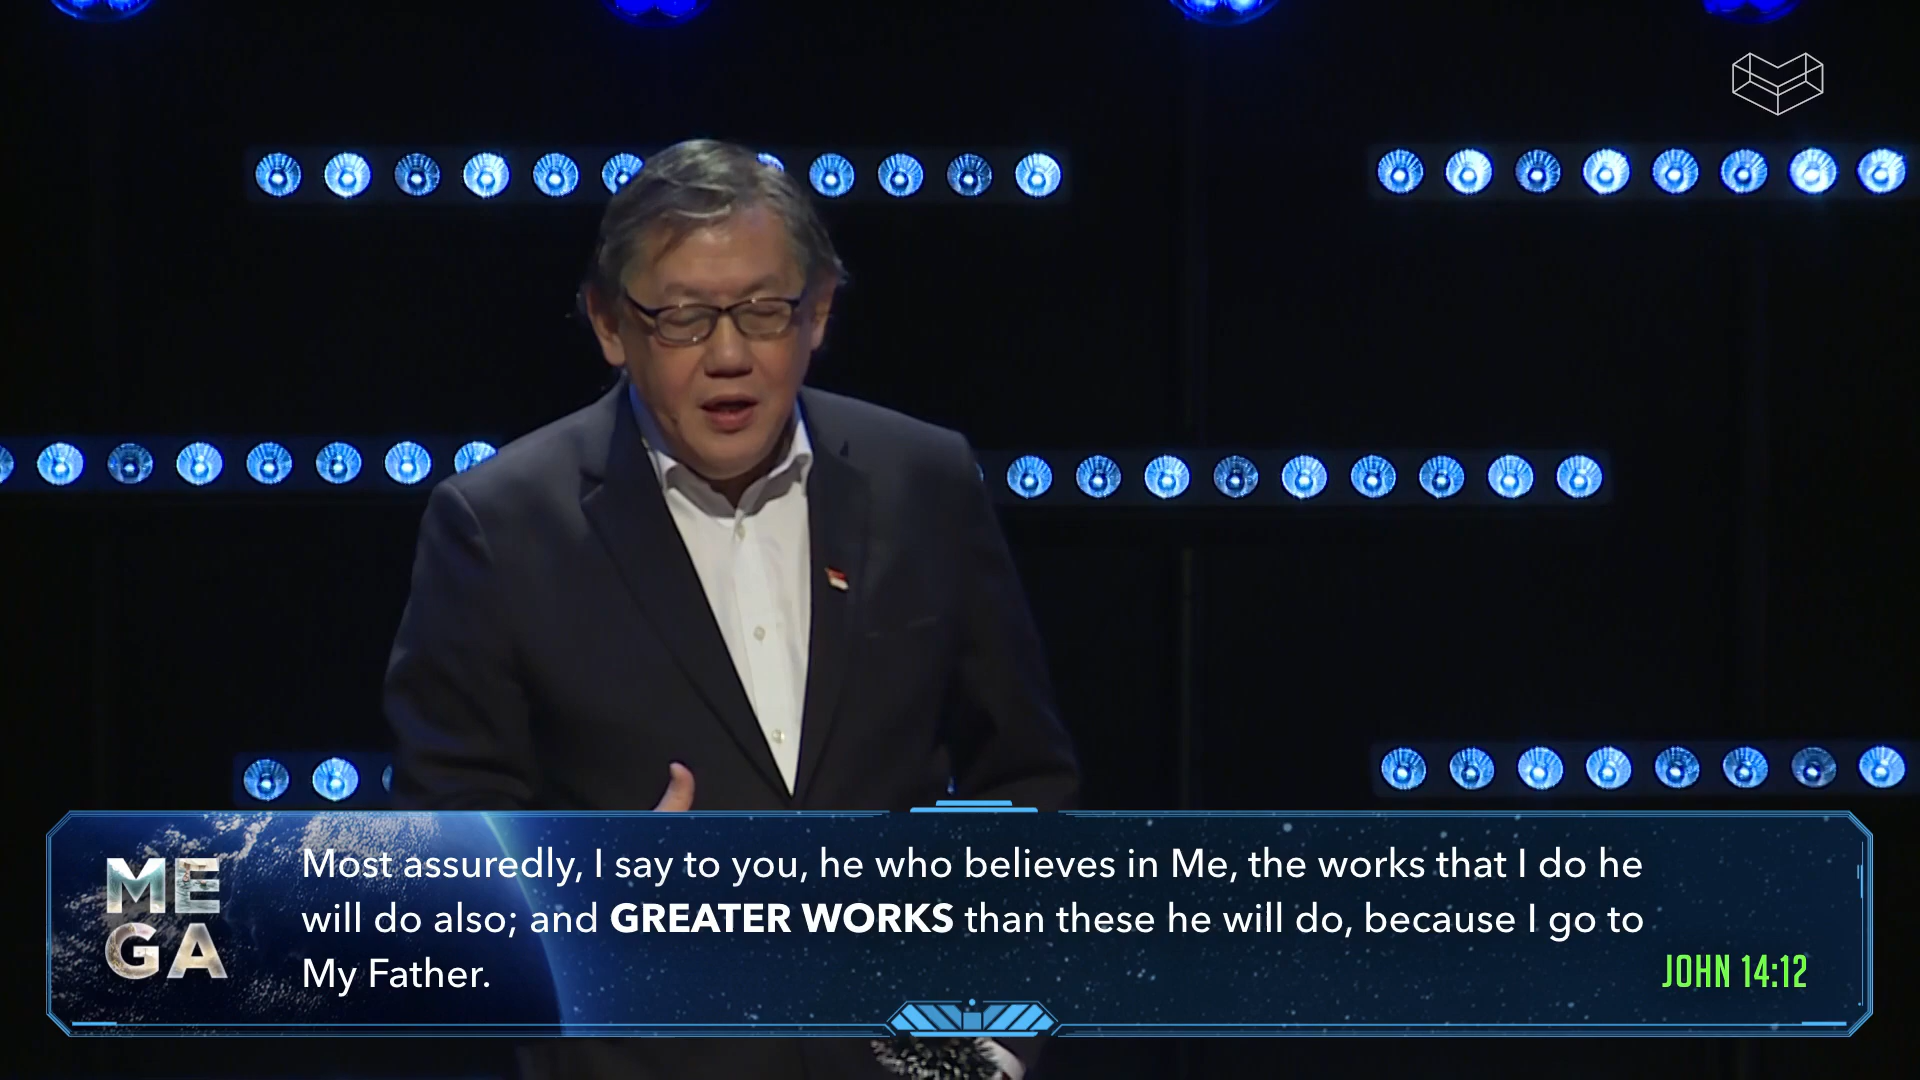 ME
GA
Most assuredly, I say to you, he who believes in Me, the works that I do he
will do also; and GREATER WORKS than these he will do, because I go to
My Father.
JOHN 14:12